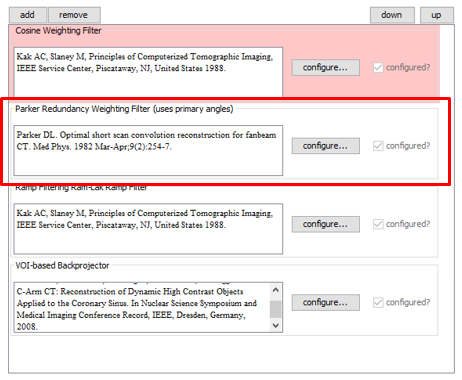 add remove down up
Cosine Weighting Filter
Kak AC, Slaney M, Principles of Computerized Tomographic Imaging,
IEEE Service Center, Piscataway, NJ, United States 1988.
configure... configured?
Parker Redundancy Weighting Filter (uses primary angles)
Parker DL. Optimal short scan convolution reconstruction for fanbeam
CT. Med Phys. 1982 Mar-Apr;9(2):254-7.
configure... configured?
Ramp Filtering Ram-Lak Ramp Filter
Kak AC, Slaney M, Principles of Computerized Tomographic Imaging,
IEEE Service Center, Piscataway, NJ, United States 1988.
configure... configured?
VOI-based Backprojector
C-Arm CT: Reconstruction of Dynamic High Contrast Objects
Applied to the Coronary Sinus. In Nuclear Science Symposium and
Medical Imaging Conference Record, IEEE, Dresden, Germany,
2008.
configure... configured?